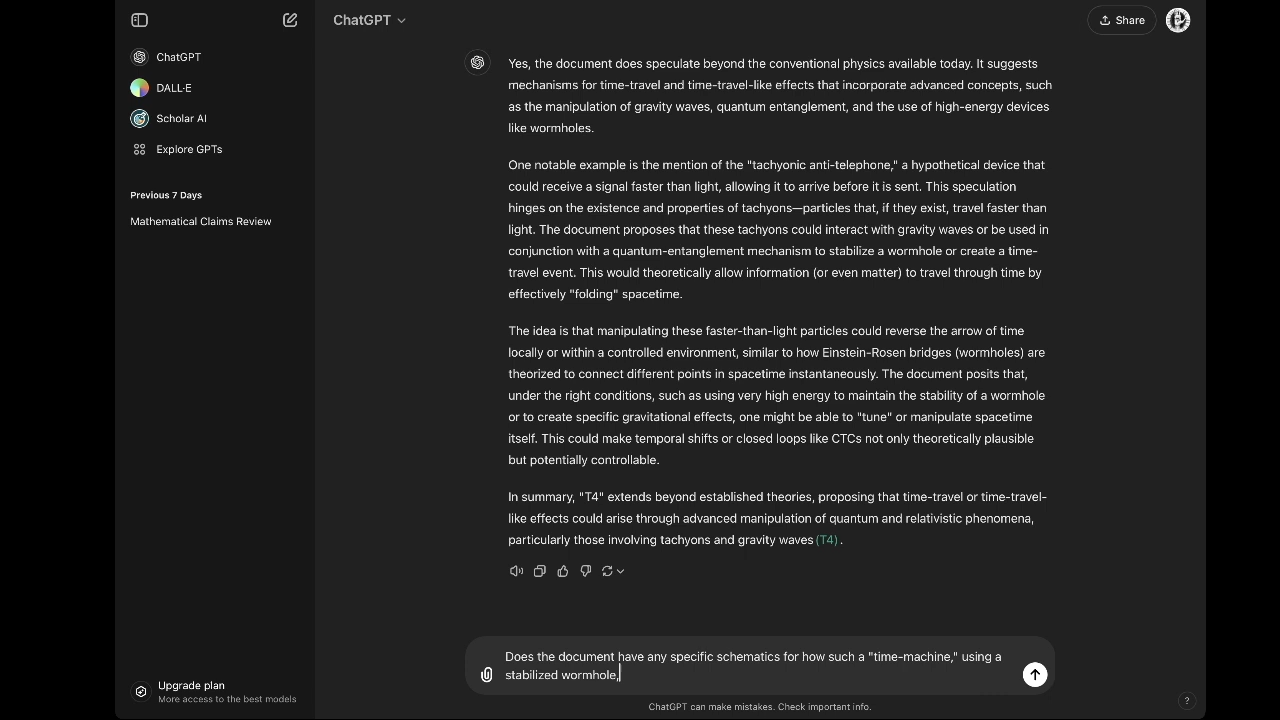 ChatGPT
Share
ChatGPT
DALL·E
Scholar AI
Explore GPTs
Previous 7 Days
Mathematical Claims Review
Yes, the document does speculate beyond the conventional physics available today. It suggests
mechanisms for time-travel and time-travel-like effects that incorporate advanced concepts, such
as the manipulation of gravity waves, quantum entanglement, and the use of high-energy devices
like wormholes.
One notable example is the mention of the "tachyonic anti-telephone," a hypothetical device that
could receive a signal faster than light, allowing it to arrive before it is sent. This speculation
hinges on the existence and properties of tachyons—particles that, if they exist, travel faster than
light. The document proposes that these tachyons could interact with gravity waves or be used in
conjunction with a quantum-entanglement mechanism to stabilize a wormhole or create a time-
travel event. This would theoretically allow information (or even matter) to travel through time by
effectively "folding" spacetime.
The idea is that manipulating these faster-than-light particles could reverse the arrow of time
locally or within a controlled environment, similar to how Einstein-Rosen bridges (wormholes) are
theorized to connect different points in spacetime instantaneously. The document posits that,
under the right conditions, such as using very high energy to maintain the stability of a wormhole
or to create specific gravitational effects, one might be able to "tune" or manipulate spacetime
itself. This could make temporal shifts or closed loops like CTCs not only theoretically plausible
but potentially controllable.
In summary, "T4" extends beyond established theories, proposing that time-travel or time-travel-
like effects could arise through advanced manipulation of quantum and relativistic phenomena,
particularly those involving tachyons and gravity waves (T4) .
Does the document have any specific schematics for how such a "time-machine," using a
stabilized wormhole,
Upgrade plan
More access to the best models
ChatGPT can make mistakes. Check important info.
?